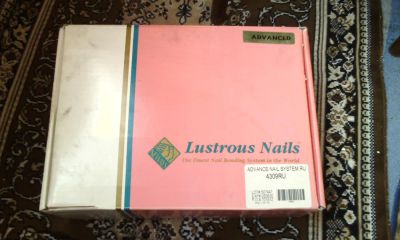 ADVANCED
Lustrous Nails
The Finest Nail Bonding System in the World
ADVANCE NAIL SYSTEM RU
4309RU